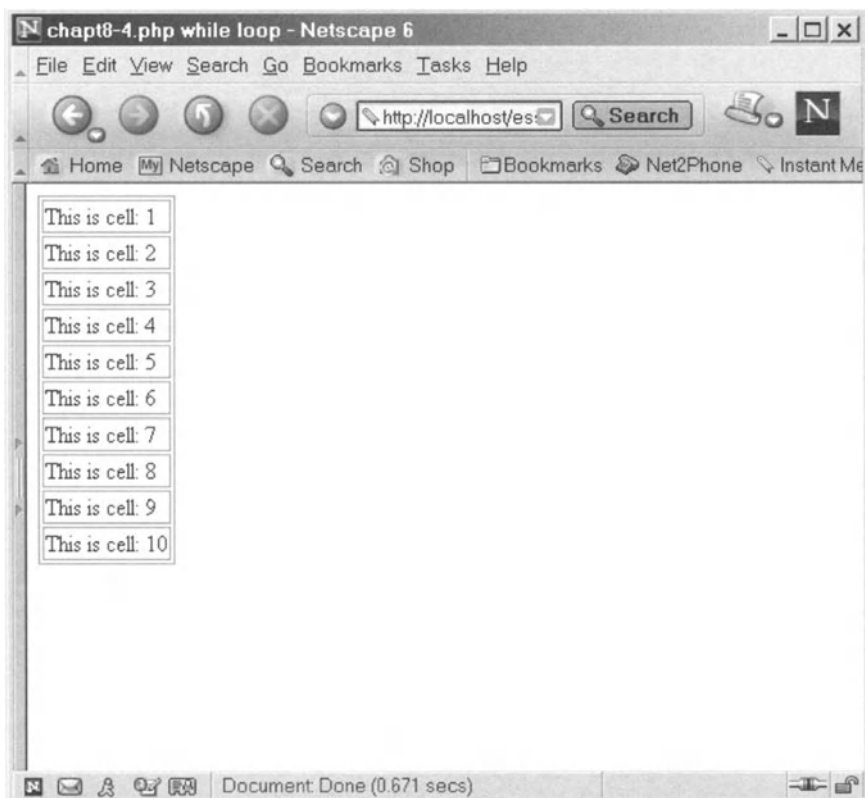 N chapt8-4.php while loop - Netscape 6
File Edit View Search Go Bookmarks Tasks Help
http://localhost/es Search N
Home My Netscape Search Shop Bookmarks Net2Phone Instant Me
This is cell: 1
This is cell: 2
This is cell: 3
This is cell: 4
This is cell: 5
This is cell: 6
This is cell: 7
This is cell: 8
This is cell: 9
This is cell: 10
N Document: Done (0.671 secs)